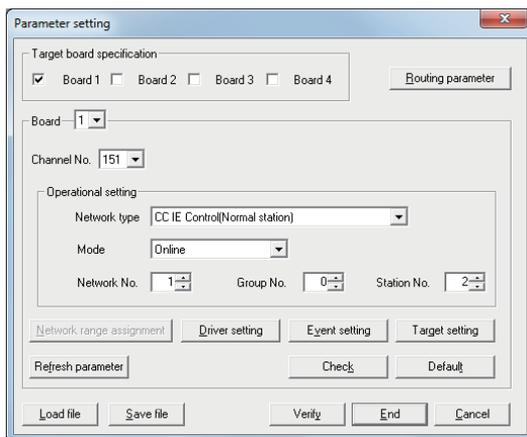 Parameter setting
Target board specification
Board 1 Board 2 Board 3 Board 4
Routing parameter
Board 1
Channel No. 151
Operational setting
Network type CC IE Control(Normal station)
Mode Online
Network No. 1 Group No. 0 Station No. 2
Network range assignment Driver setting Event setting Target setting
Refresh parameter Check Default
Load file Save file Verify End Cancel